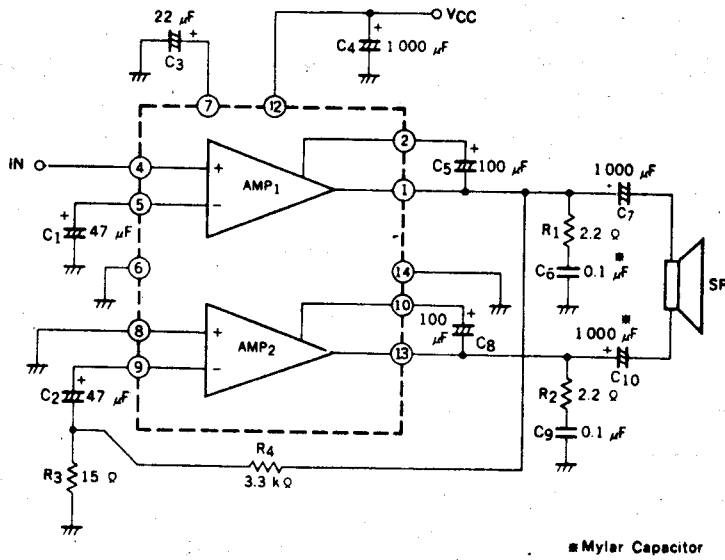 22 µF
+
C3
VCC
+
C4
1 000 µF
7
12
2
+
C5
100 µF
IN
4
+
AMP1
1
1 000 µF
+
C7
5
−
+
C1
47 µF
R1
2.2 Ω
6
C6
0.1 µF
*
SP
14
10
8
+
AMP2
100
µF
+
C8
*
1 000 µF
+
C10
9
−
13
+
C2
47 µF
R2
2.2 Ω
C9
0.1 µF
R4
3.3 kΩ
R3
15 Ω
*Mylar Capacitor